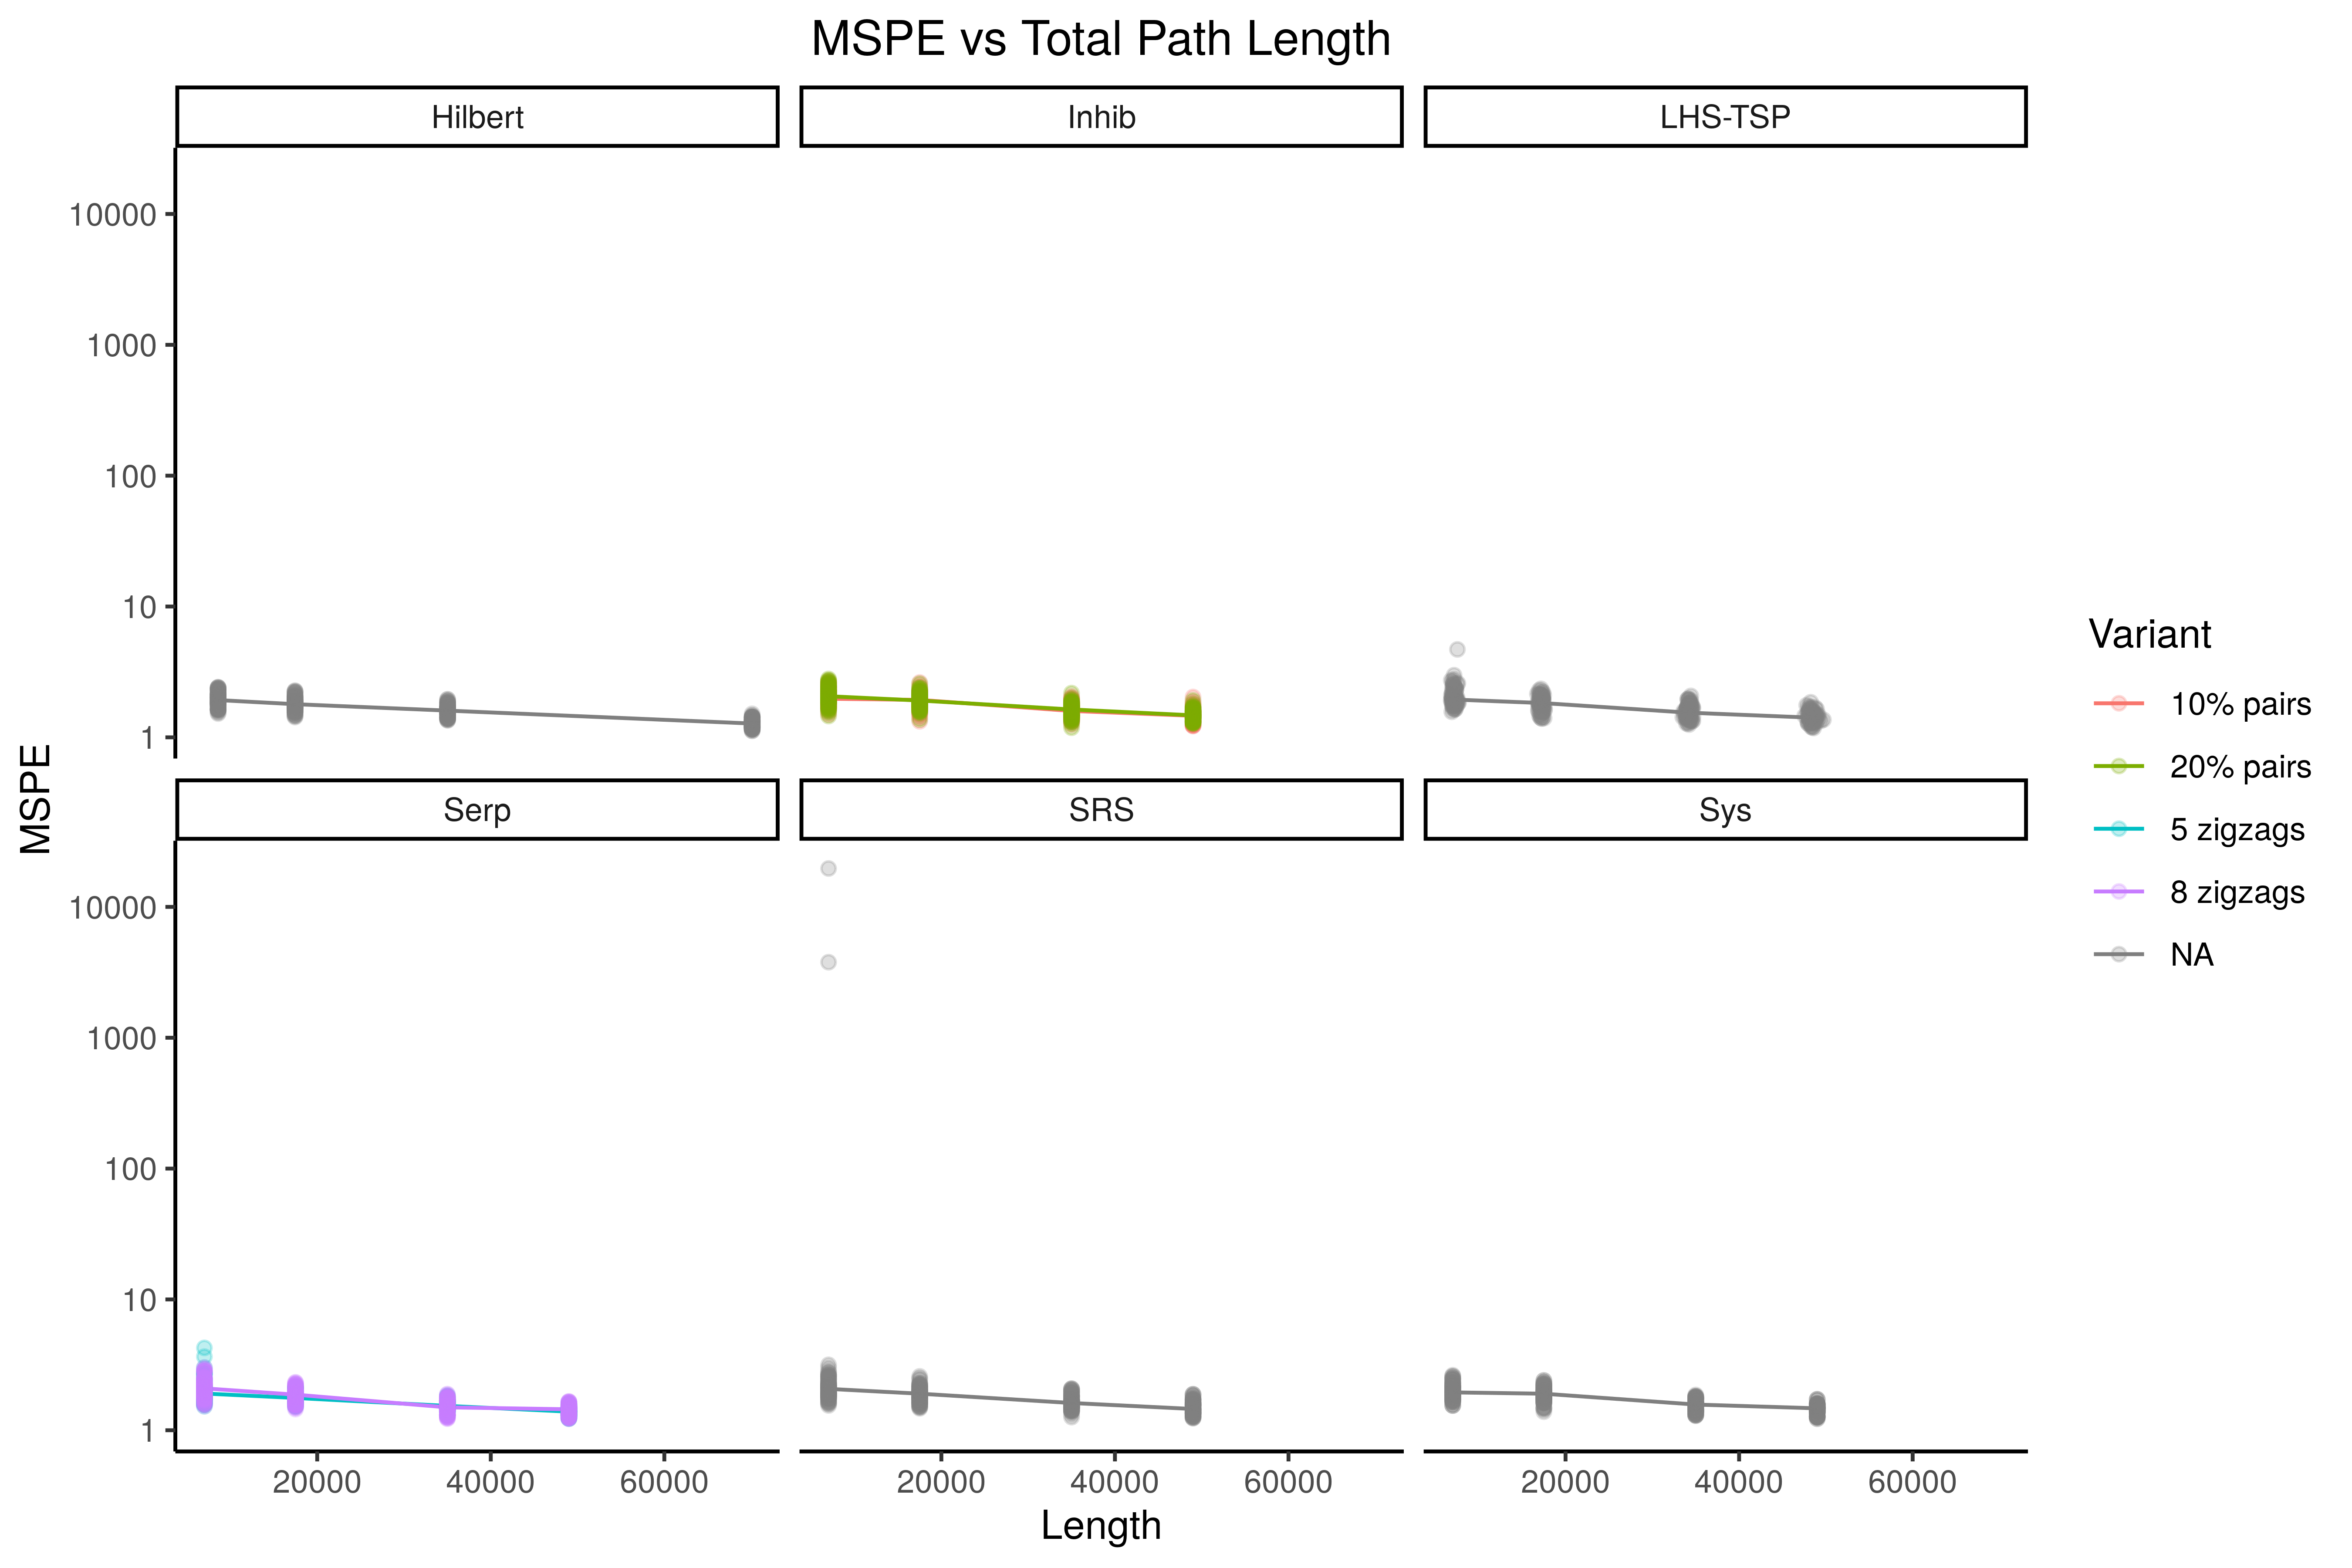 MSPE vs Total Path Length
Hilbert
Inhib
LHS-TSP
10000
1000
100
10
1
Serp
SRS
Sys
10000
1000
100
10
1
20000
40000
60000
20000
40000
60000
20000
40000
60000
Length
MSPE
Variant
10% pairs
20% pairs
5 zigzags
8 zigzags
NA